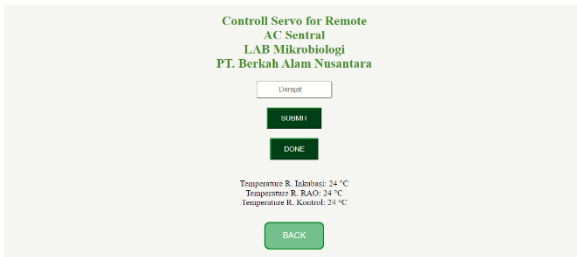 Controll Servo for Remote
AC Sentral
LAB Mikrobiologi
PT. Berkah Alam Nusantara
Derajat
SUBMIT
DONE
Temperature R. Inkubasi: 24 °C
Temperature R. RAO: 24 °C
Temperature R. Kontrol: 24 °C
BACK